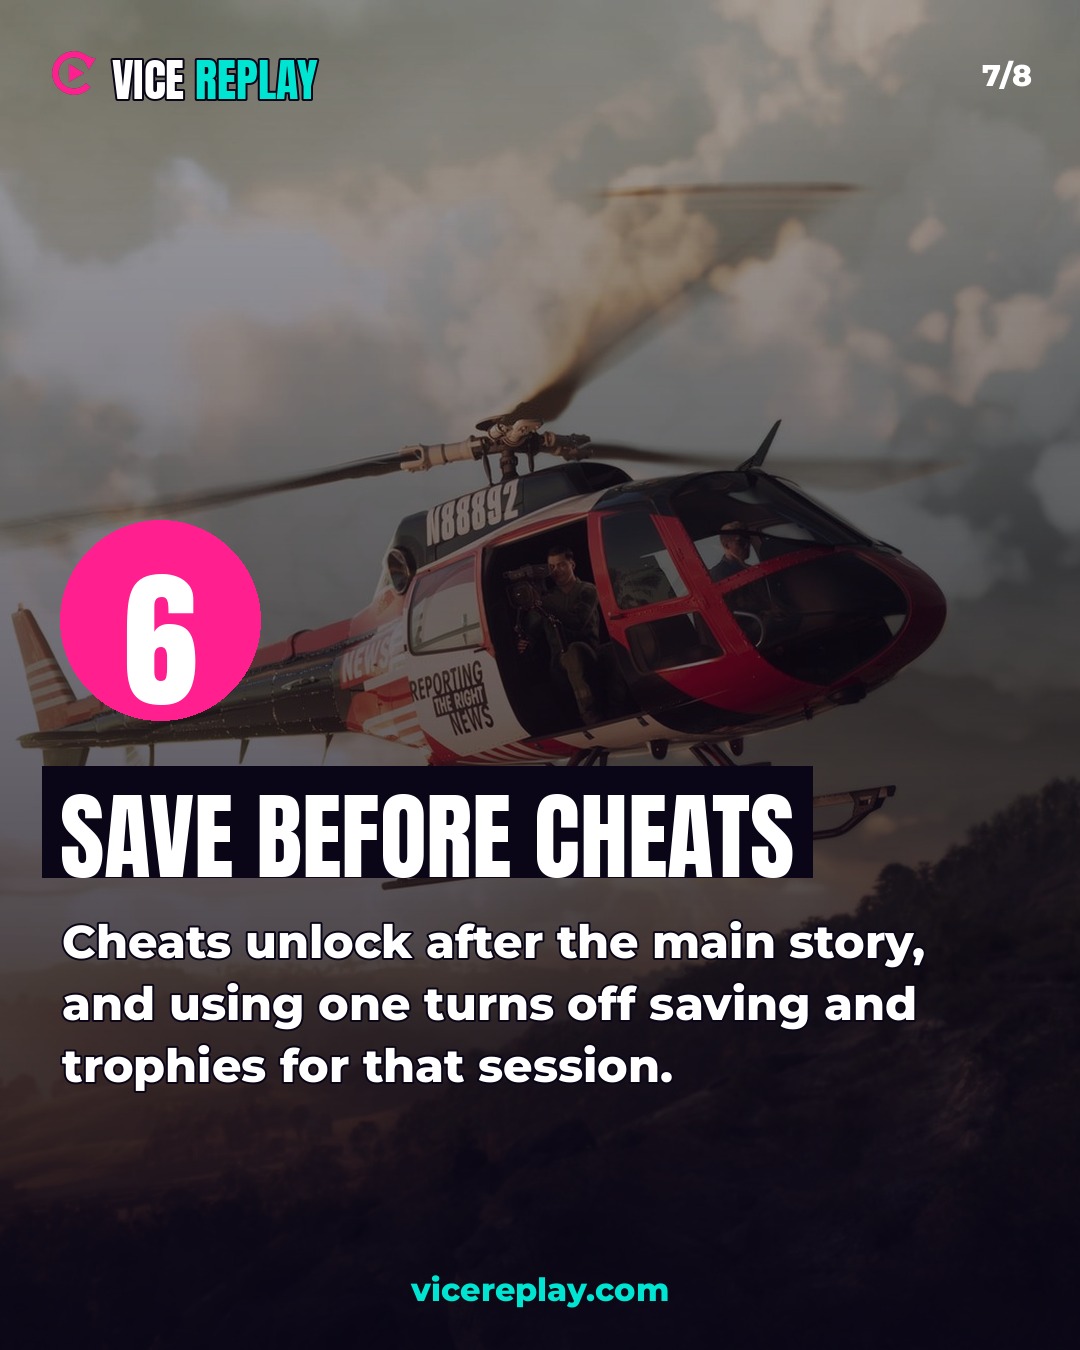 VICE REPLAY
7/8
N88892
NEWS
REPORTING
THE RIGHT
NEWS
6
SAVE BEFORE CHEATS
Cheats unlock after the main story,
and using one turns off saving and
trophies for that session.
vicereplay.com